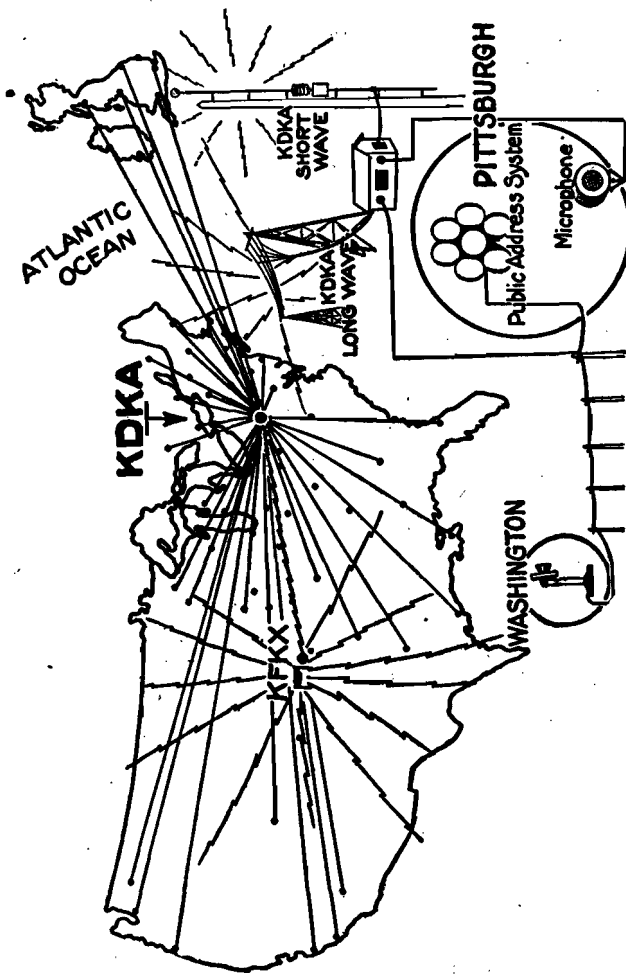 ATLANTIC
OCEAN
KDKA
KDKA
SHORT
WAVE
KDKA
LONG WAVE
PITTSBURGH
Public Address System
Microphone
KFKX
WASHINGTON